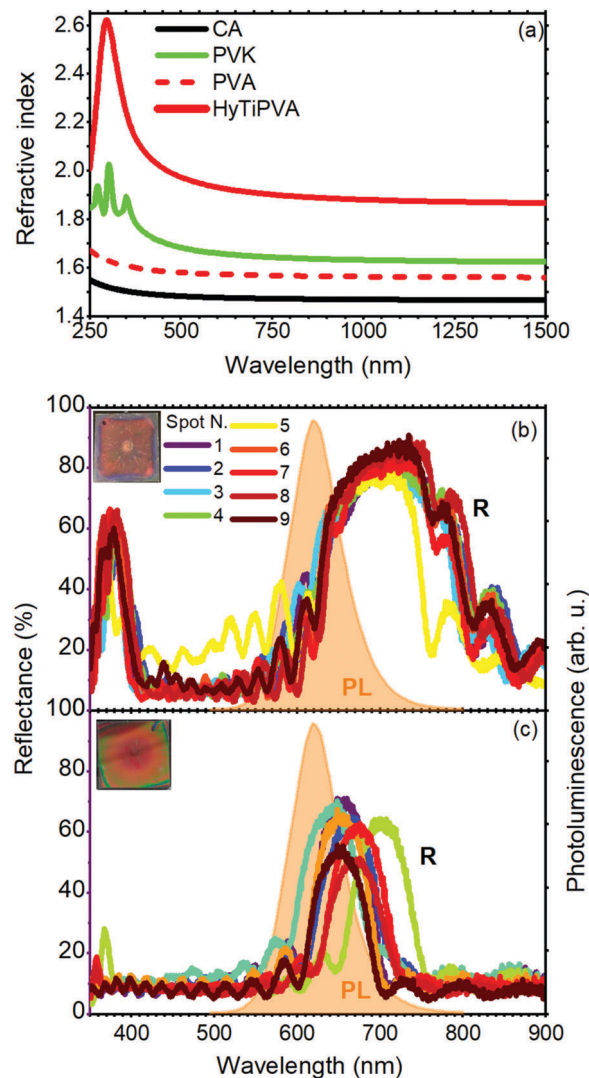 (a)
CA
PVK
PVA
HyTiPVA
Refractive index
2.6
2.4
2.2
2.0
1.8
1.6
1.4
250 500 750 1000 1250 1500
Wavelength (nm)
(b)
Spot N.
1
2
3
4
5
6
7
8
9
R
PL
100
80
60
40
20
100
Reflectance (%)
Photoluminescence (arb. u.)
(c)
R
PL
80
60
40
20
0
400 500 600 700 800 900
Wavelength (nm)